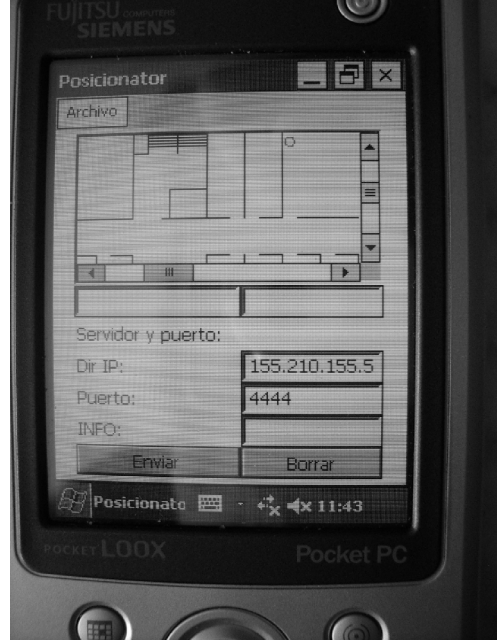 FUJITSU COMPUTERS
SIEMENS
Posicionator
Archivo
Servidor y puerto:
Dir IP: 155.210.155.5
Puerto: 4444
INFO:
Enviar Borrar
Posicionato 11:43
POCKET LOOX Pocket PC